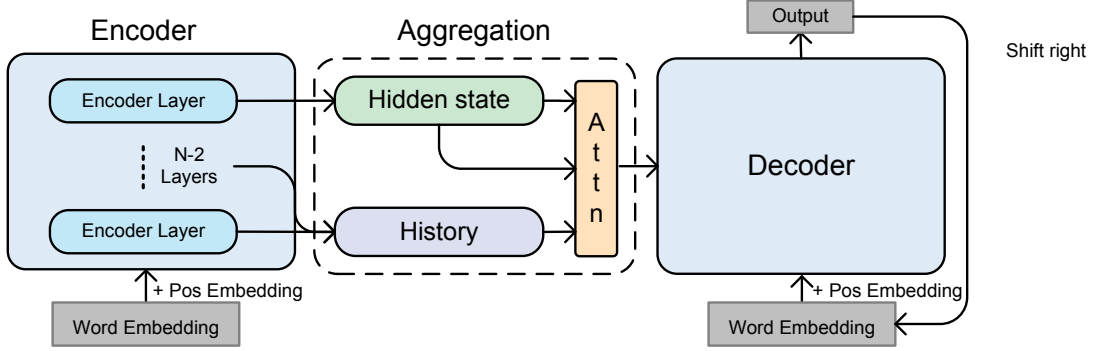 Encoder
Aggregation
Output
Shift right
Encoder Layer
Hidden state
N-2
Layers
Attn
Decoder
Encoder Layer
History
+ Pos Embedding
+ Pos Embedding
Word Embedding
Word Embedding